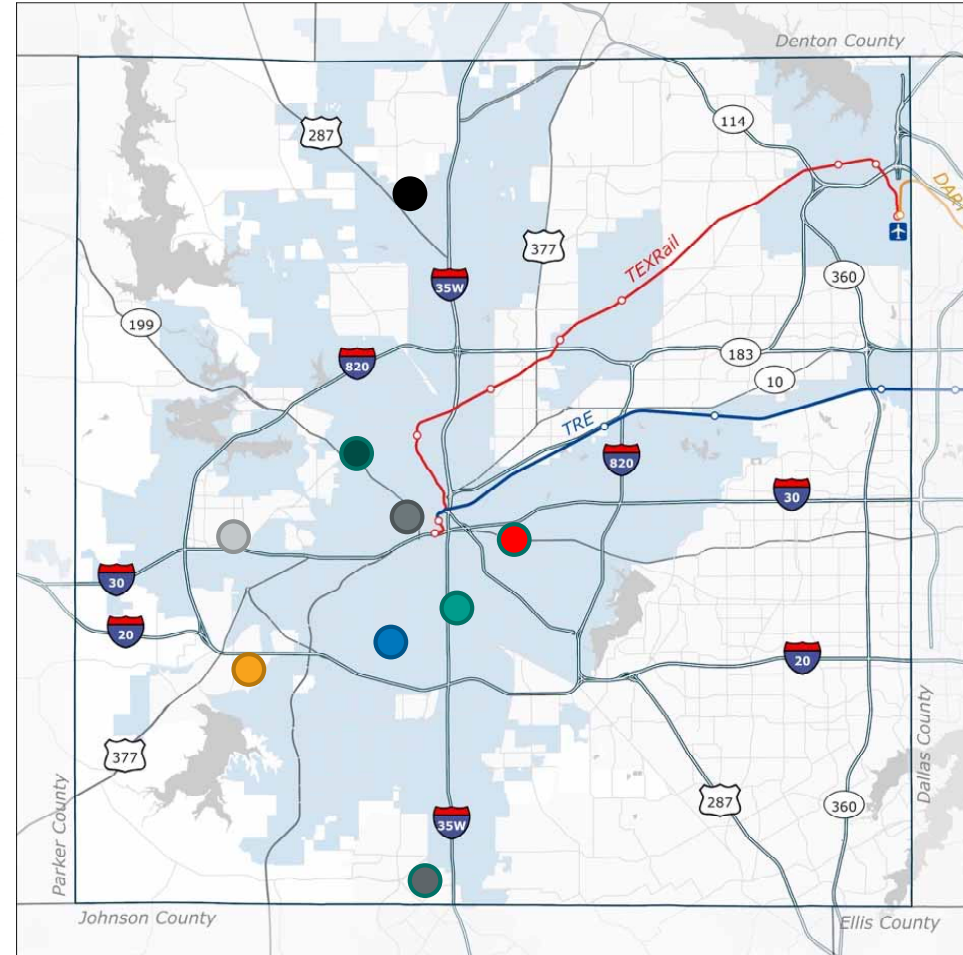 Denton County
287
114
DART
377
TEXRail
35W
360
199
820
183
10
TRE
820
30
30
20
20
377
Parker County
287
360
Dallas County
35W
Johnson County
Ellis County